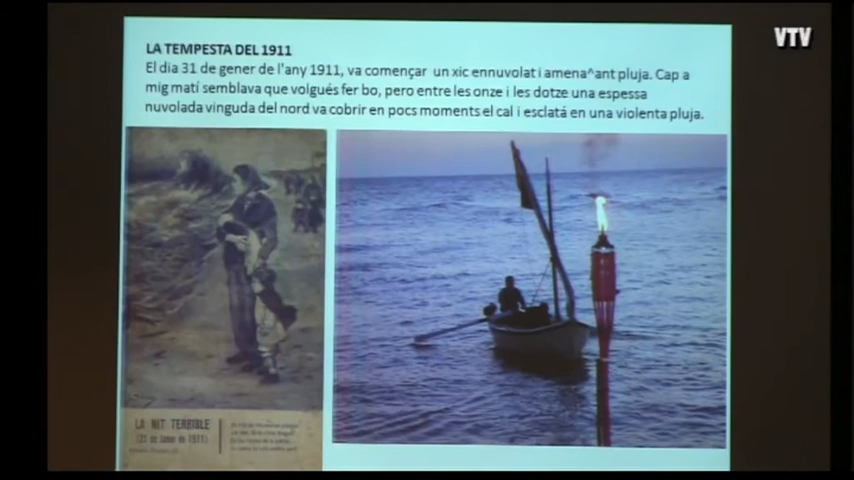 VTV
LA TEMPESTA DEL 1911
El dia 31 de gener de l'any 1911, va començar un xic ennuvolat i amena^ant pluja. Cap a
mig matí semblava que volgués fer bo, pero entre les onze i les dotze una espessa
nuvolada vinguda del nord va cobrir en pocs moments el cal i esclatá en una violenta pluja.
LA NIT TERRIBLE
(31 de Janer de 1911)